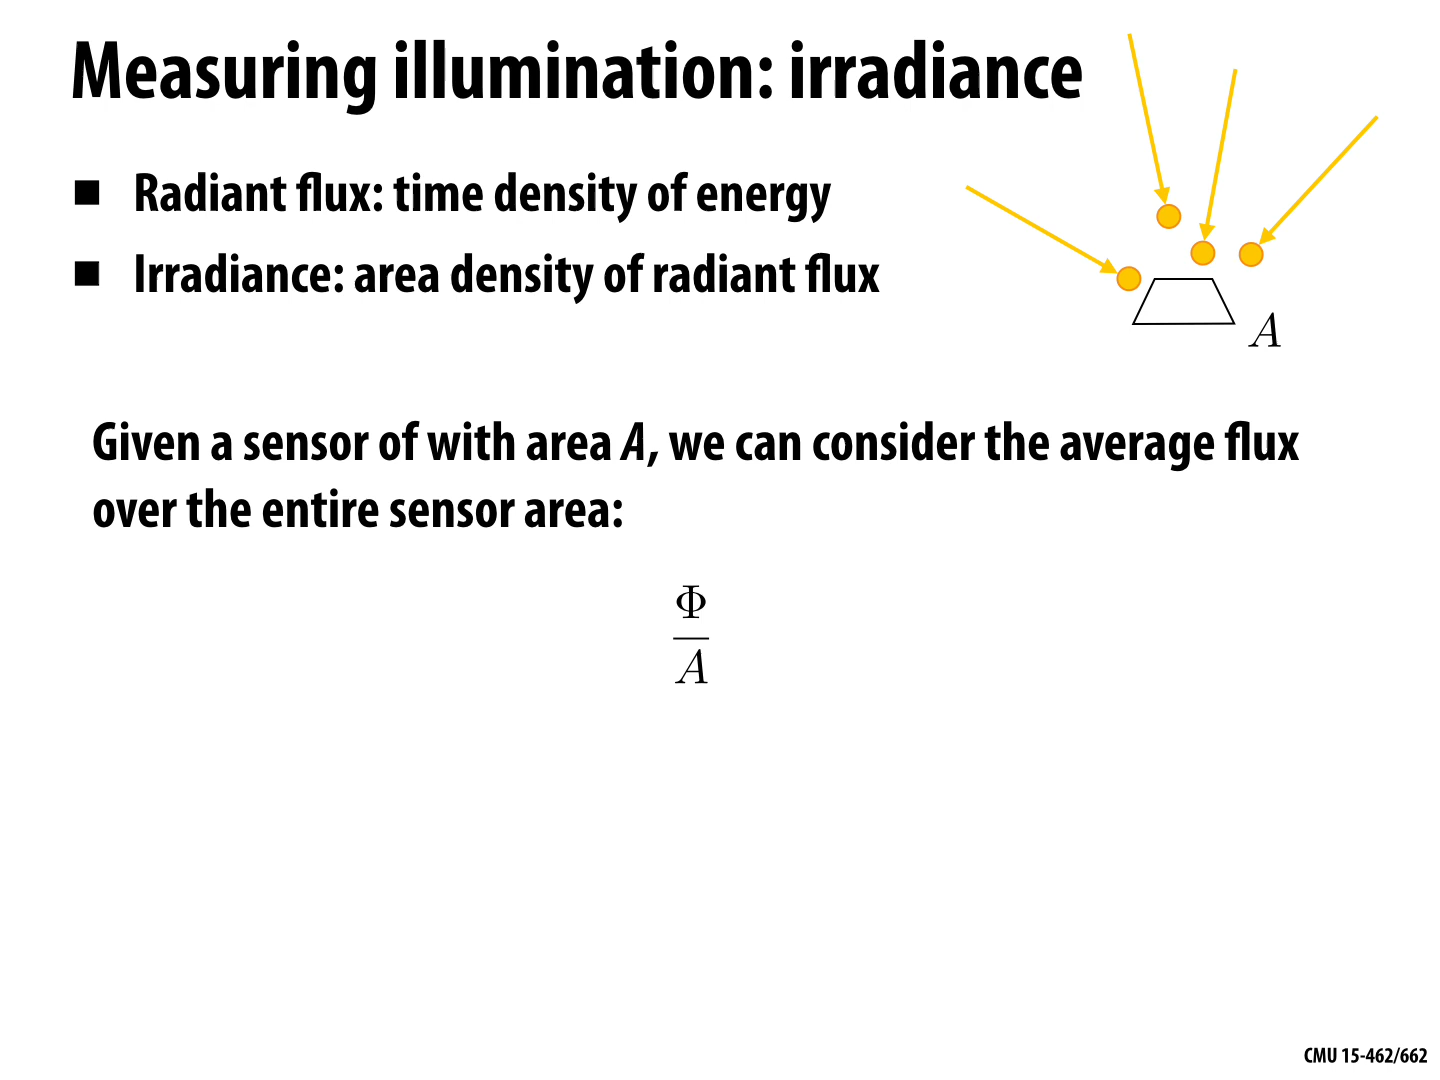 Measuring illumination: irradiance
■ Radiant flux: time density of energy
■ Irradiance: area density of radiant flux
A
Given a sensor of with area A, we can consider the average flux
over the entire sensor area:
Φ
A
CMU 15-462/662